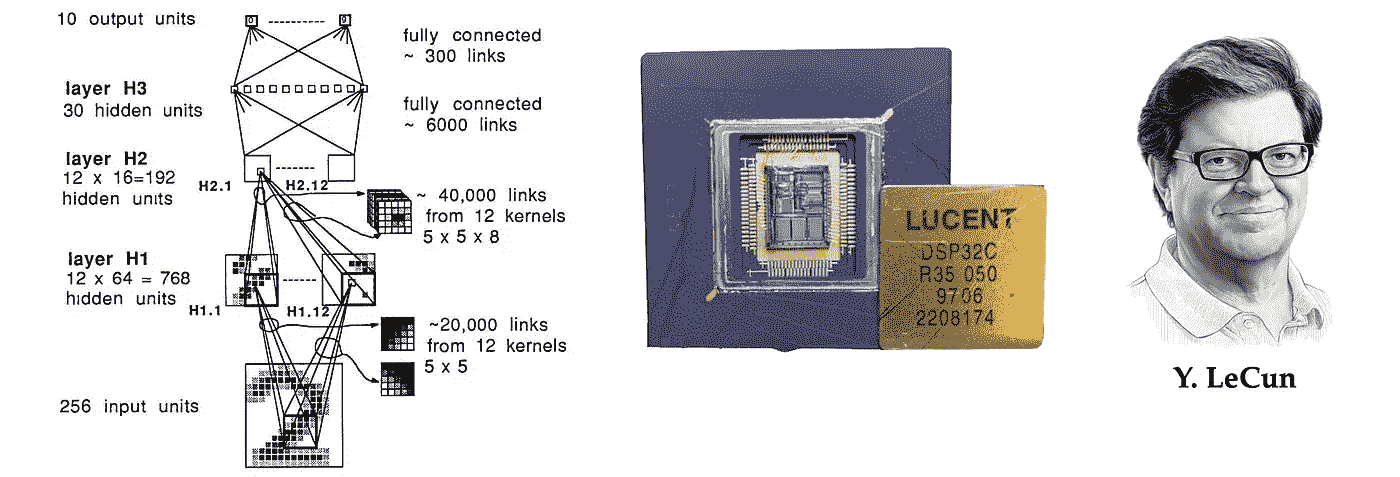 10 output units
fully connected
~ 300 links
layer H3
30 hidden units
fully connected
~ 6000 links
layer H2
12 x 16=192
hidden units
H2.1
H2.12
~ 40,000 links
from 12 kernels
5 x 5 x 8
layer H1
12 x 64 = 768
hidden units
H1.1
H1.12
~20,000 links
from 12 kernels
5 x 5
256 input units
LUCENT
DSP32C
R35 050
9706
2208174
Y. LeCun